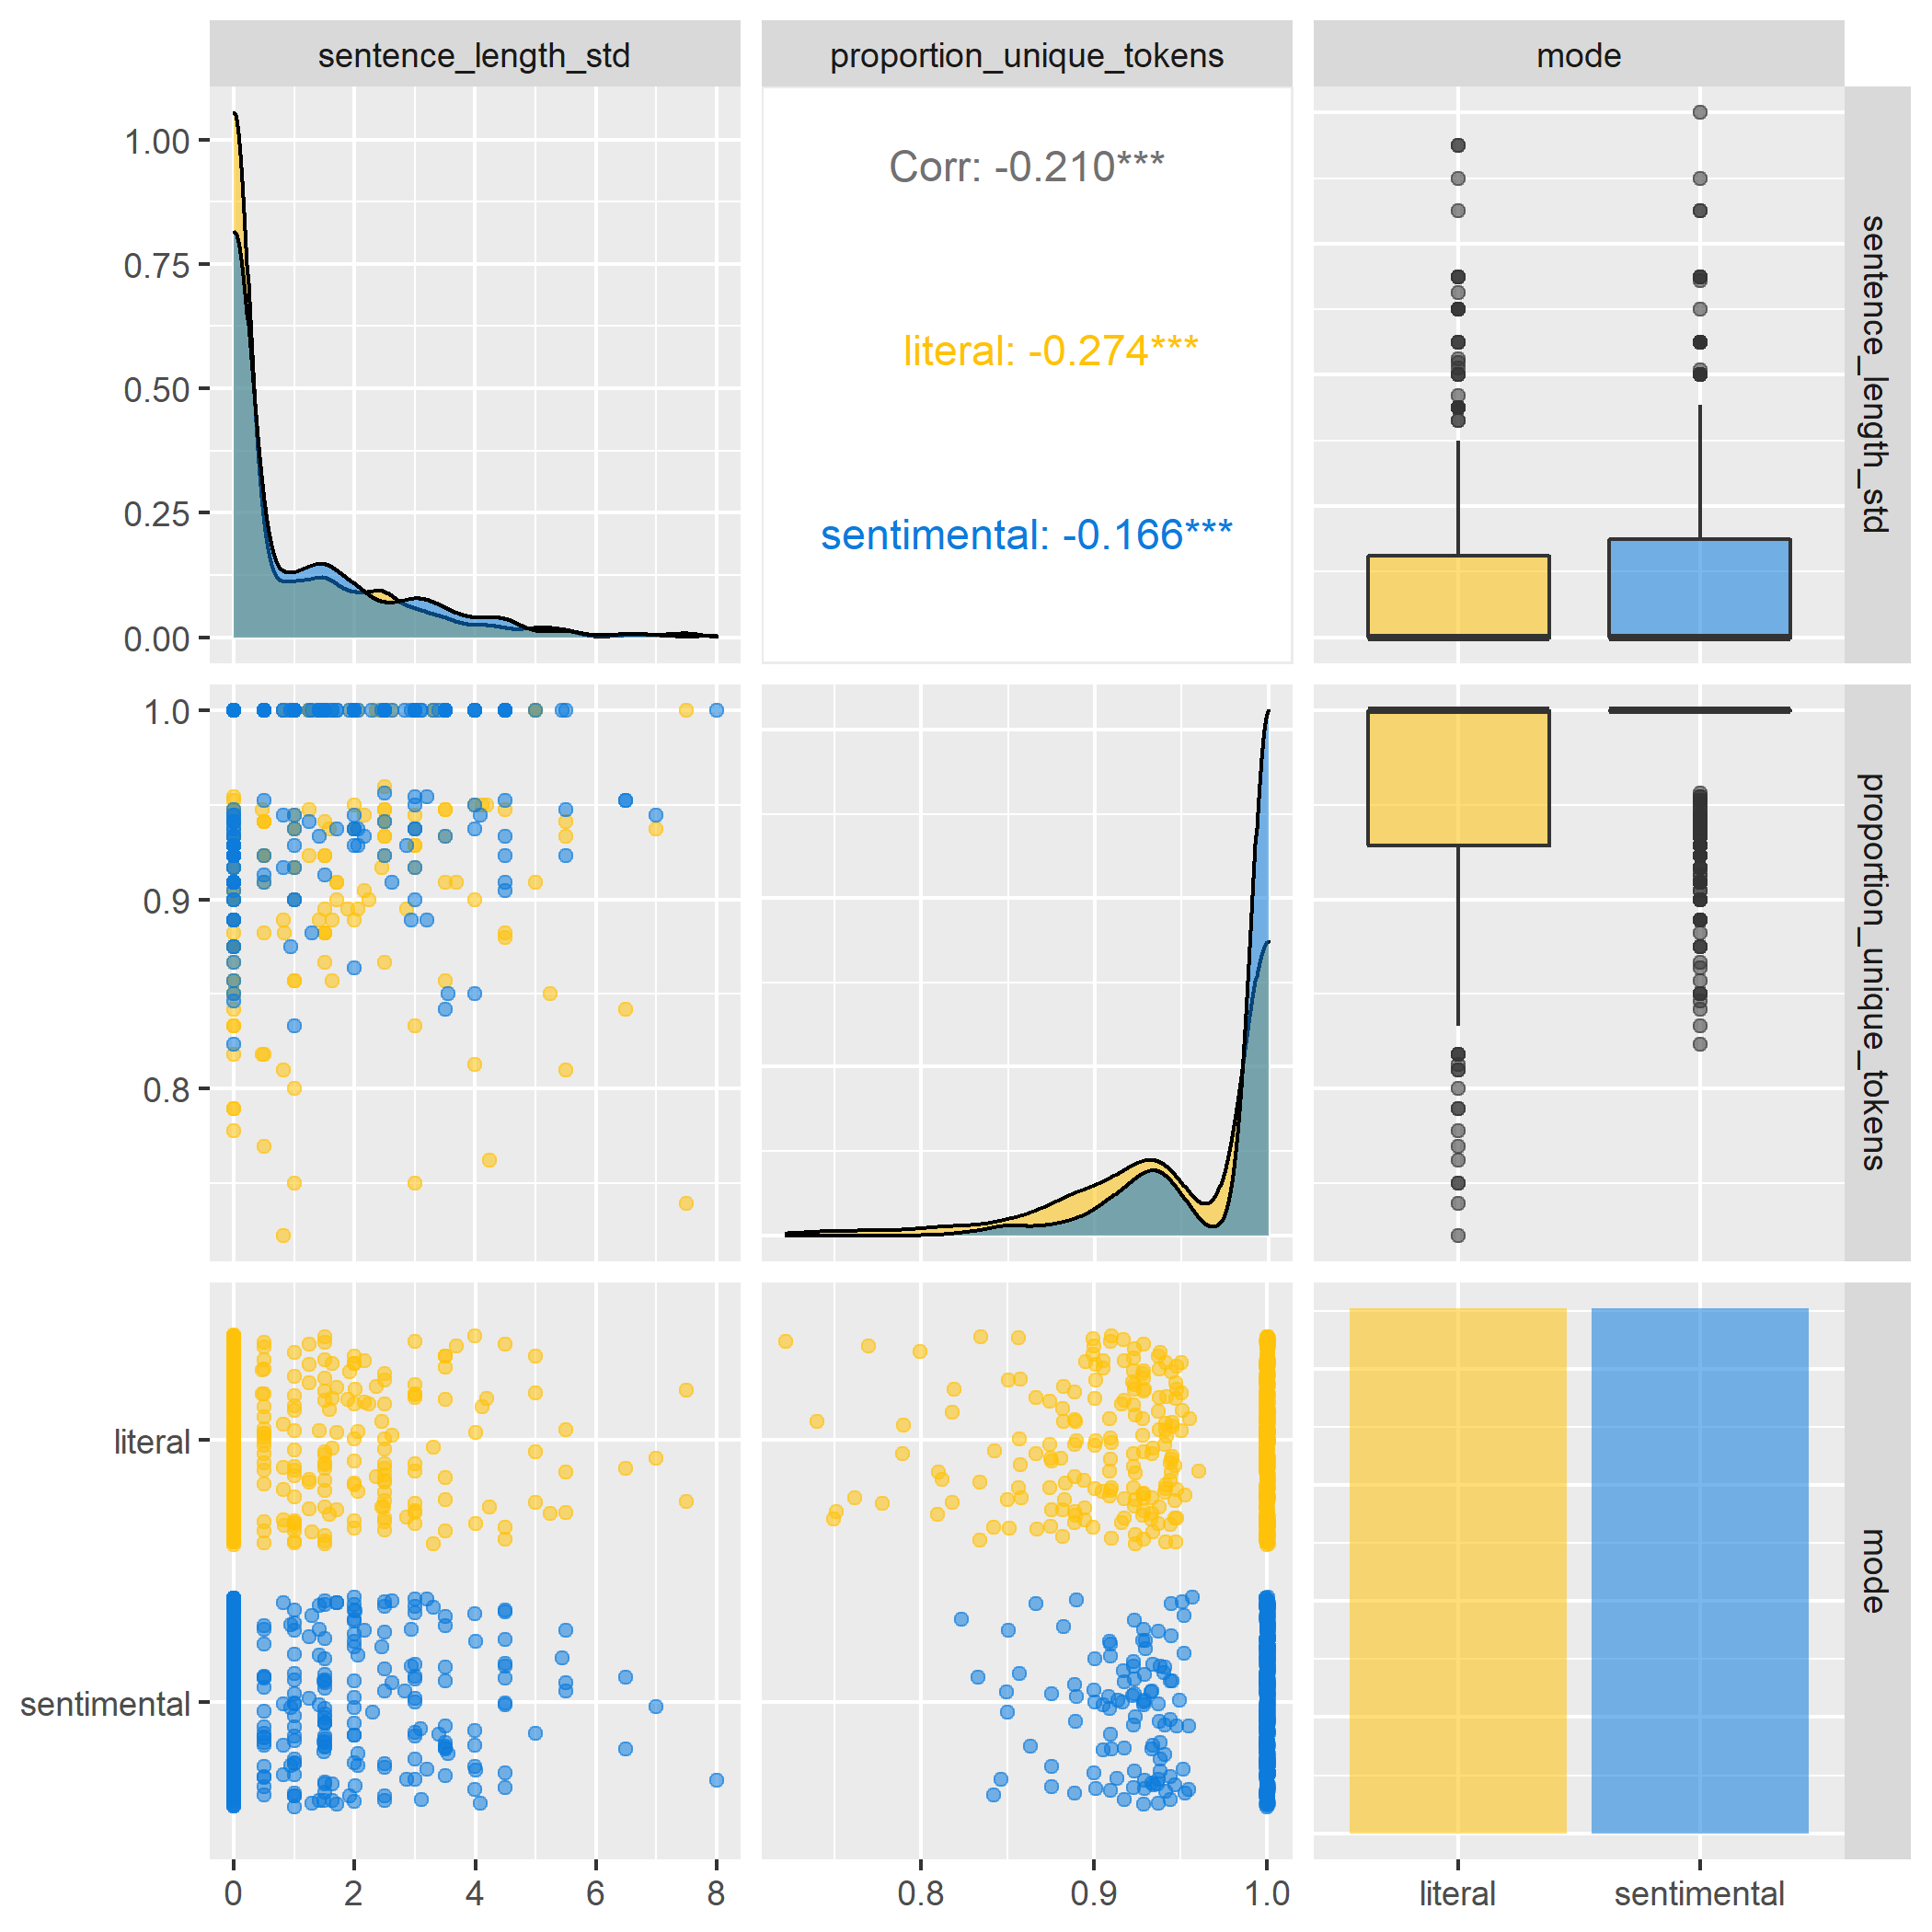 sentence_length_std
proportion_unique_tokens
mode
1.00
0.75
0.50
0.25
0.00
Corr: -0.210***
literal: -0.274***
sentimental: -0.166***
sentence_length_std
1.0
0.9
0.8
proportion_unique_tokens
literal
sentimental
mode
0 2 4 6 8
0.8 0.9 1.0
literal sentimental